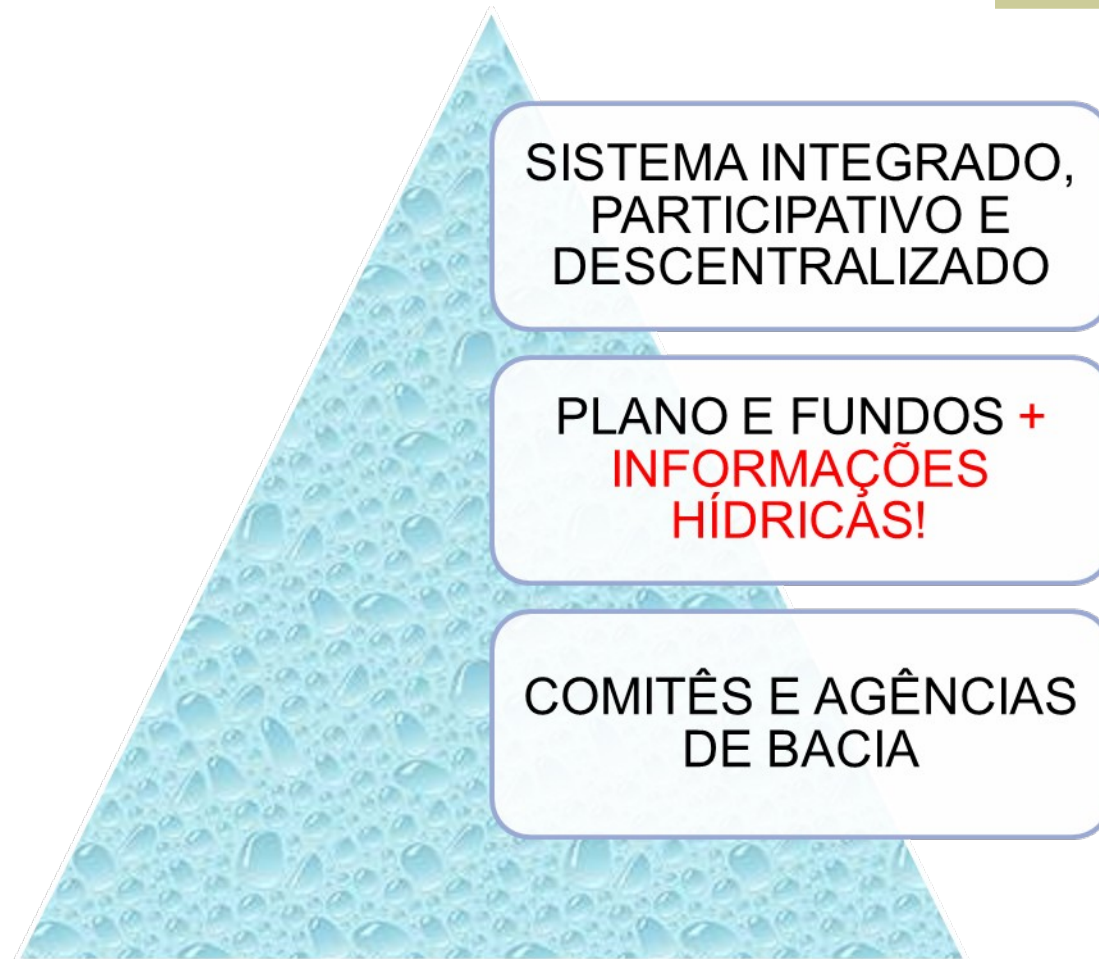 SISTEMA INTEGRADO,
PARTICIPATIVO E
DESCENTRALIZADO
PLANO E FUNDOS +
INFORMAÇÕES
HÍDRICAS!
COMITÊS E AGÊNCIAS
DE BACIA